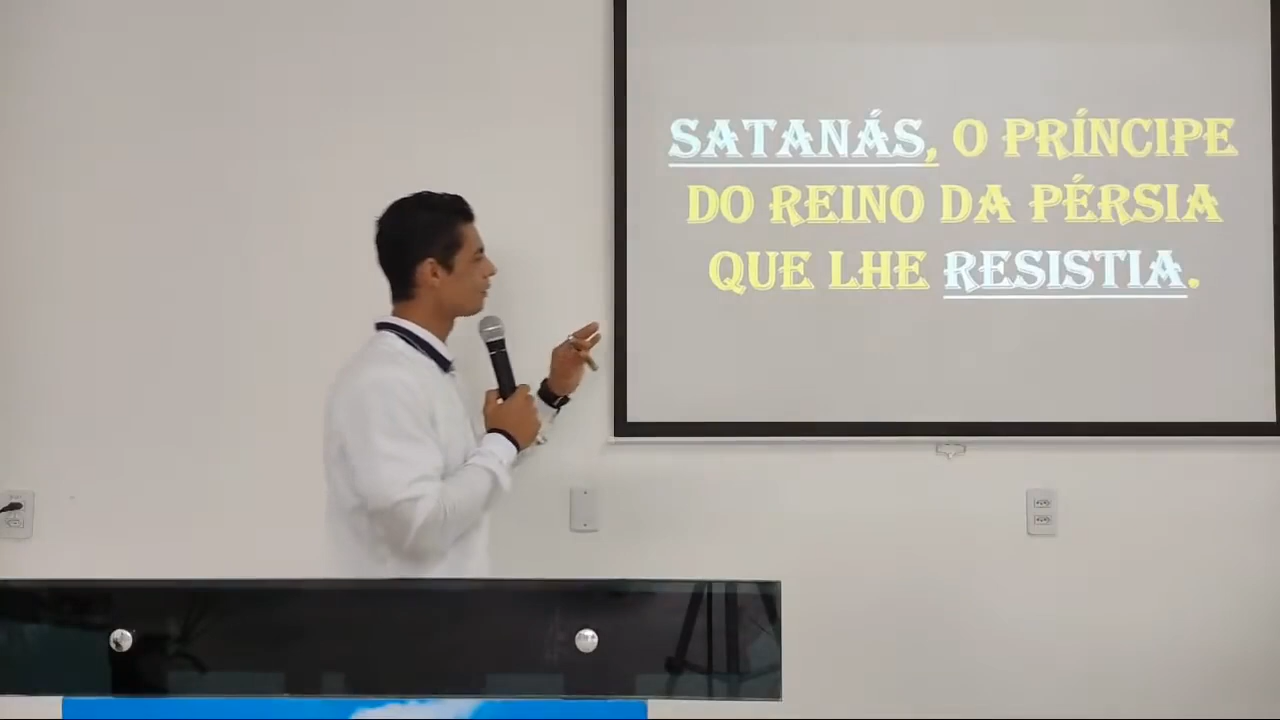 SATANÁS, O PRÍNCIPE
DO REINO DA PÉRSIA
QUE LHE RESISTIA.